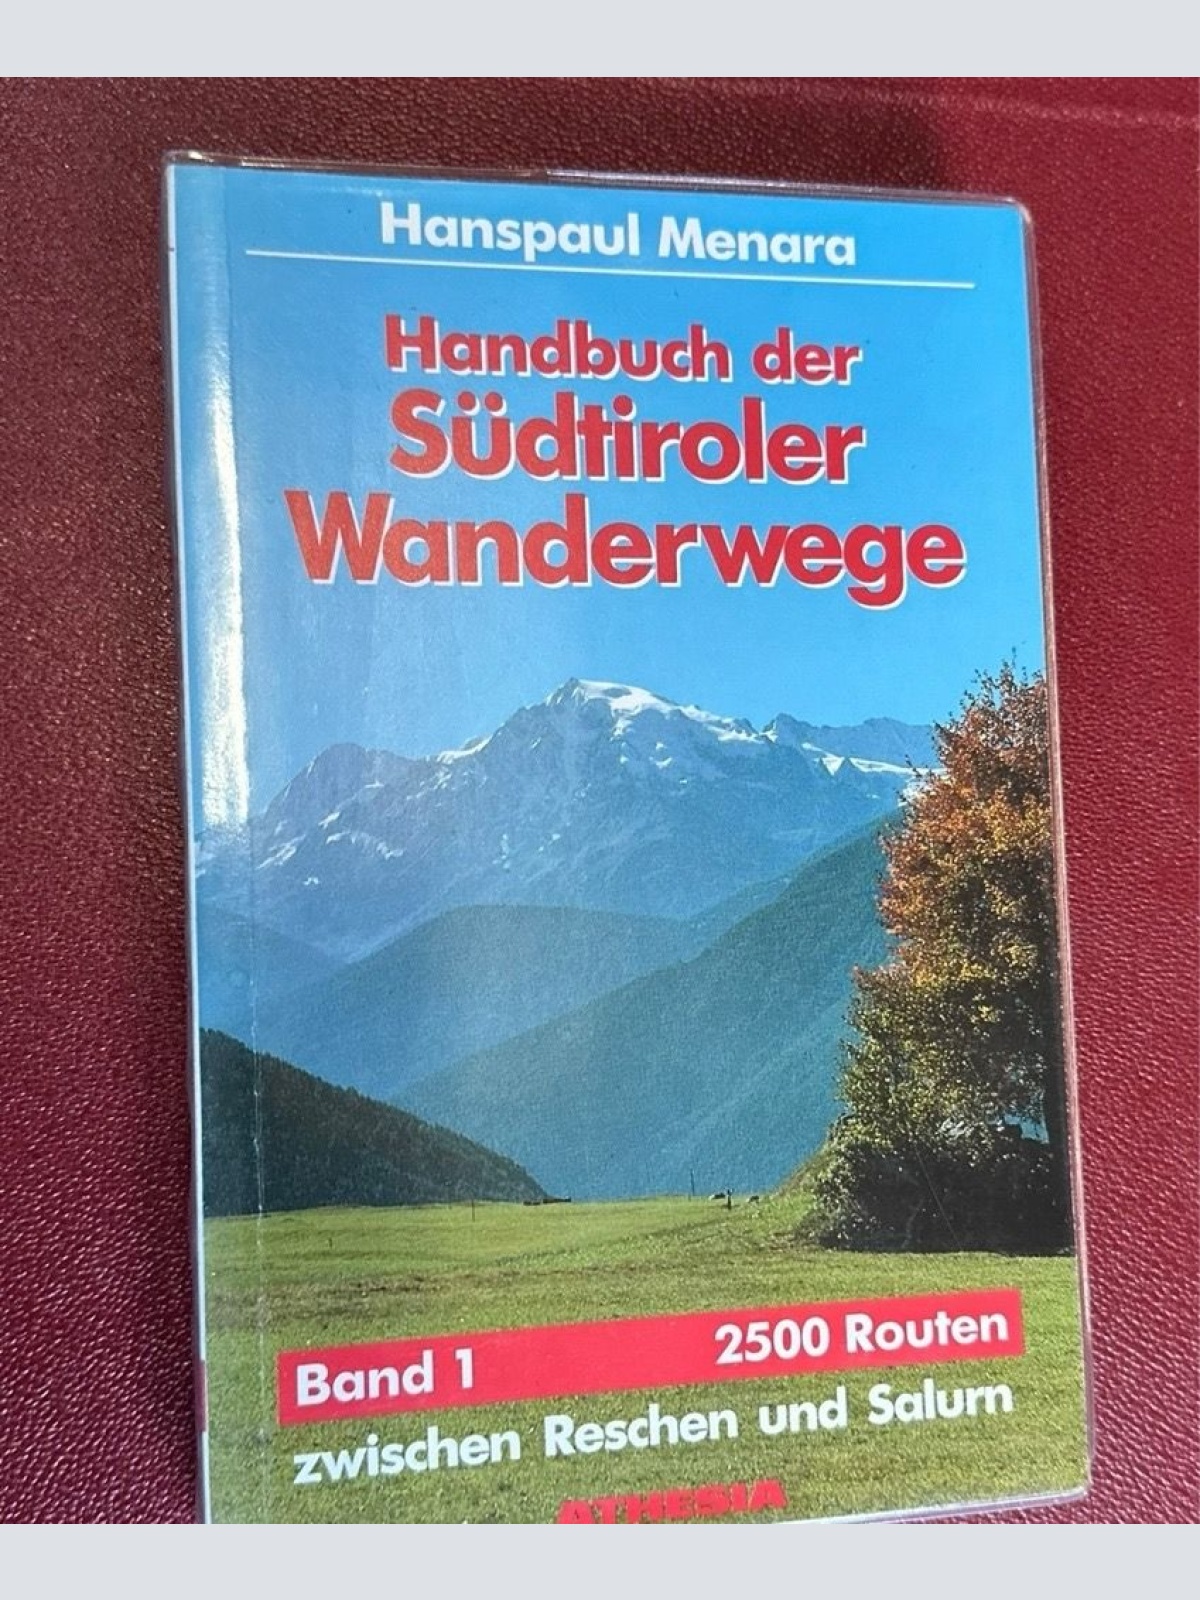 Hanspaul Menara
Handbuch der
Südtiroler
Wanderwege
Band 1 2500 Routen
zwischen Reschen und Salurn
ATHESIA